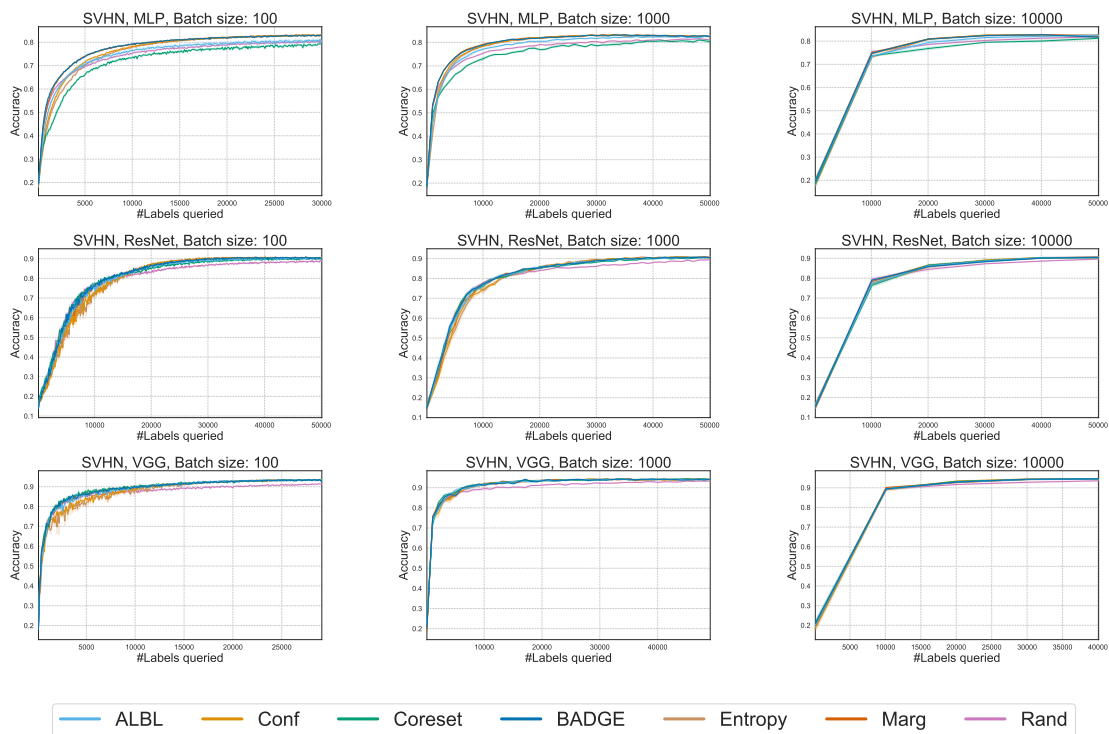 SVHN, MLP, Batch size: 100
SVHN, MLP, Batch size: 1000
SVHN, MLP, Batch size: 10000
Accuracy
0.8
0.7
0.6
0.5
0.4
0.3
0.2
5000 10000 15000 20000 25000 30000
#Labels queried
Accuracy
0.8
0.7
0.6
0.5
0.4
0.3
0.2
10000 20000 30000 40000 50000
#Labels queried
Accuracy
0.8
0.7
0.6
0.5
0.4
0.3
0.2
10000 20000 30000 40000 50000
#Labels queried
SVHN, ResNet, Batch size: 100
SVHN, ResNet, Batch size: 1000
SVHN, ResNet, Batch size: 10000
Accuracy
0.9
0.8
0.7
0.6
0.5
0.4
0.3
0.2
0.1
10000 20000 30000 40000 50000
#Labels queried
Accuracy
0.9
0.8
0.7
0.6
0.5
0.4
0.3
0.2
0.1
10000 20000 30000 40000 50000
#Labels queried
Accuracy
0.9
0.8
0.7
0.6
0.5
0.4
0.3
0.2
0.1
10000 20000 30000 40000 50000
#Labels queried
SVHN, VGG, Batch size: 100
SVHN, VGG, Batch size: 1000
SVHN, VGG, Batch size: 10000
Accuracy
0.9
0.8
0.7
0.6
0.5
0.4
0.3
0.2
5000 10000 15000 20000 25000
#Labels queried
Accuracy
0.9
0.8
0.7
0.6
0.5
0.4
0.3
0.2
10000 20000 30000 40000
#Labels queried
Accuracy
0.9
0.8
0.7
0.6
0.5
0.4
0.3
0.2
5000 10000 15000 20000 25000 30000 35000 40000
#Labels queried
ALBL Conf Coreset BADGE Entropy Marg Rand